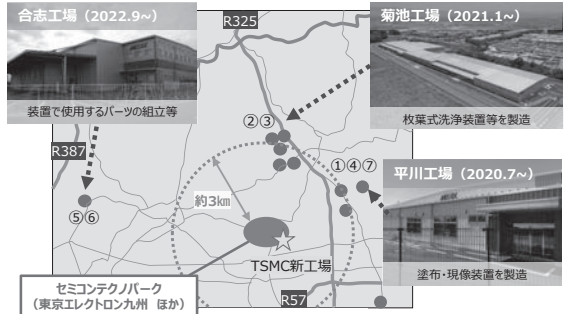 合志工場（2022.9~）
装置で使用するパーツの組立等
R325
菊池工場（2021.1~）
枚葉式洗浄装置等を製造
②③
R387
①④⑦
平川工場（2020.7~）
塗布・現像装置を製造
約3km
⑤⑥
TSMC新工場
セミコンテクノパーク
（東京エレクトロン九州 ほか）
R57